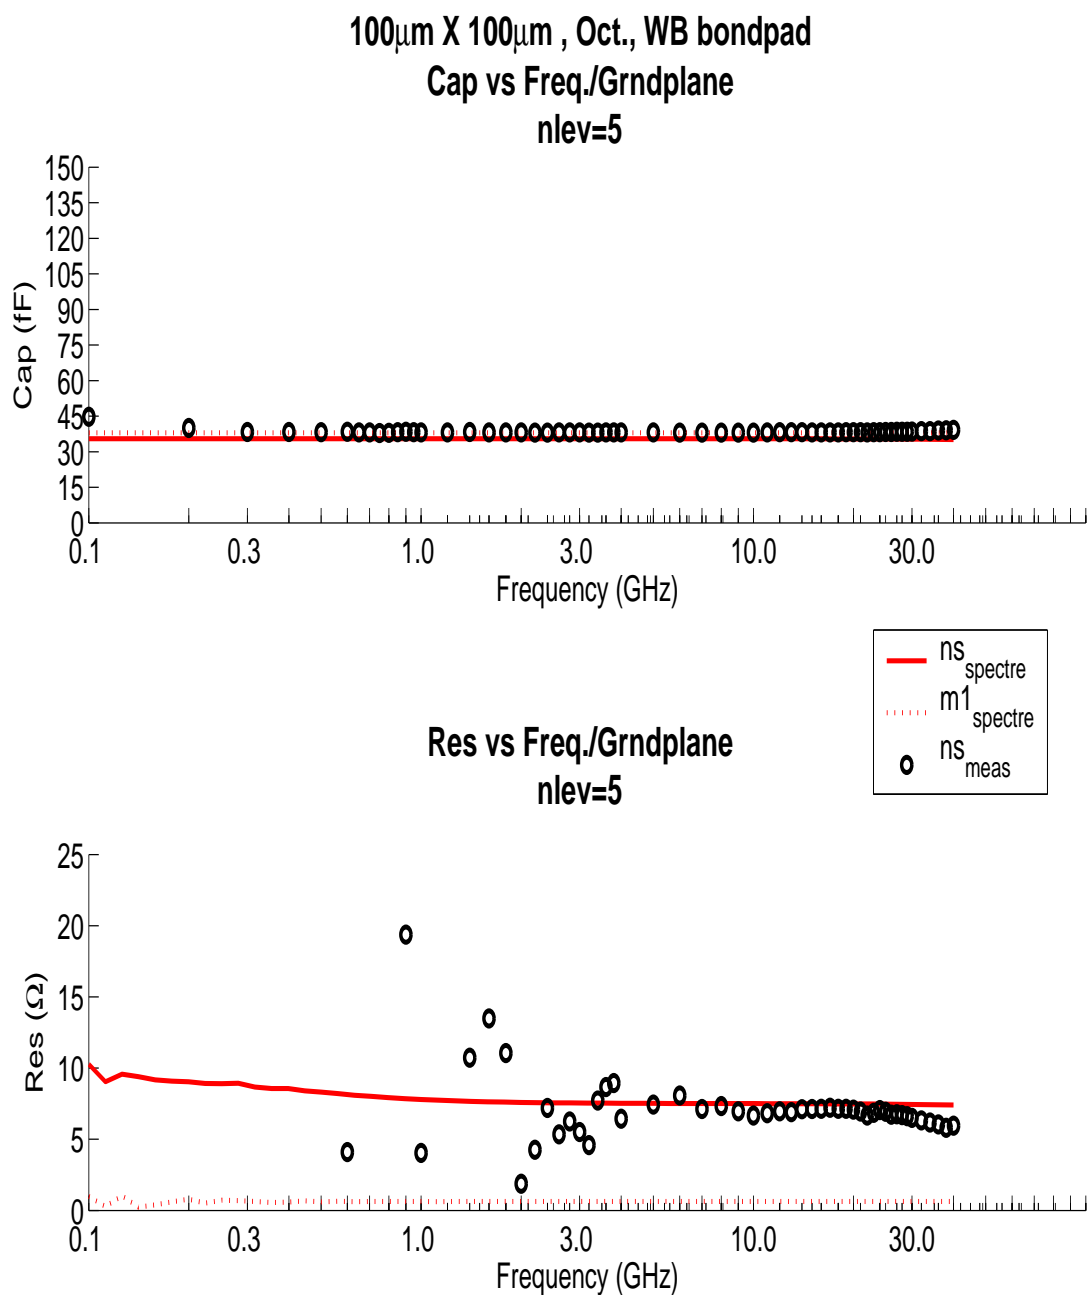 100μm X 100μm , Oct., WB bondpad
Cap vs Freq./Grndplane
nlev=5
150
135
120
105
90
75
60
45
30
15
0
Cap (fF)
0.1 0.3 1.0 3.0 10.0 30.0
Frequency (GHz)
ns spectre
m1 spectre
ns meas
Res vs Freq./Grndplane
nlev=5
25
20
15
10
5
0
Res (Ω)
0.1 0.3 1.0 3.0 10.0 30.0
Frequency (GHz)